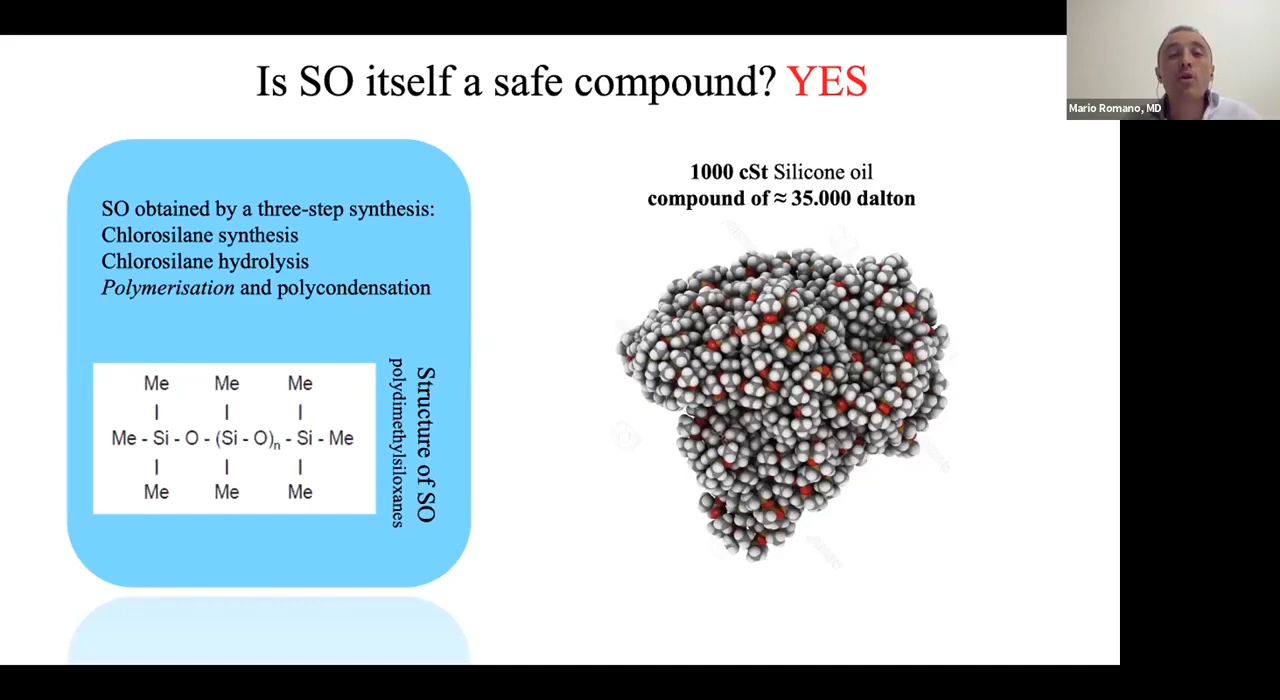 Is SO itself a safe compound? YES
Mario Romano, MD
SO obtained by a three-step synthesis:
Chlorosilane synthesis
Chlorosilane hydrolysis
Polymerisation and polycondensation
Me Me Me
Me - Si - O - (Si - O)n - Si - Me
Me Me Me
Structure of SO
polydimethylsiloxanes
1000 cSt Silicone oil
compound of ≈ 35.000 dalton